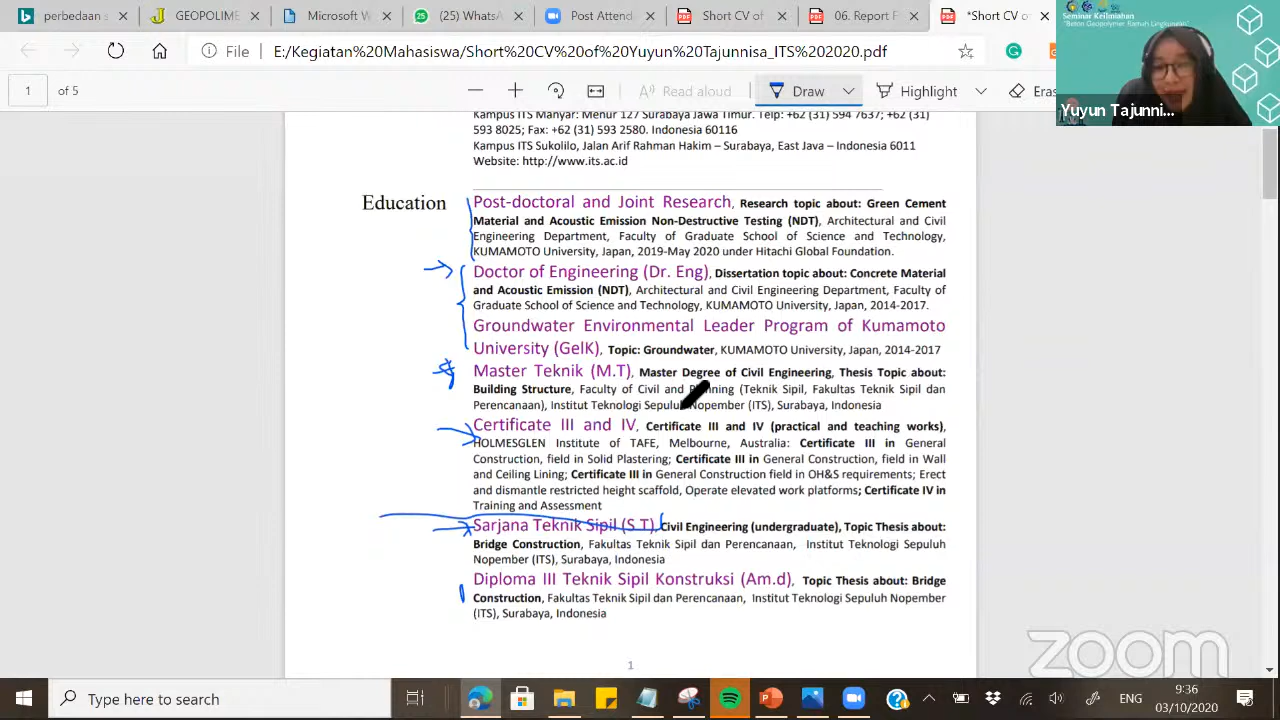 perbedas
GEOPOLIME
Microsof
(25) WhatsA
Post Attend
Short CV of
00 Report F
*Short CV o
Seminar Keilmiahan
"Beton Geopolymer Ramah Lingkungan"
File
E:/Kegiatan%20Mahasiswa/Short%20CV%20of%20Yuyun%20Tajunnisa_ITS%202020.pdf
1 of 5
Read aloud
Draw
Highlight
Eras
Yuyun Tajunni...
Kampus ITS Manyar: Menur 127 Surabaya Jawa Timur. Telp: +62 (31) 594 7637; +62 (31)
593 8025; Fax: +62 (31) 593 2580. Indonesia 60116
Kampus ITS Sukolilo, Jalan Arif Rahman Hakim – Surabaya, East Java – Indonesia 6011
Website: http://www.its.ac.id
Education
Post-doctoral and Joint Research, Research topic about: Green Cement
Material and Acoustic Emission Non-Destructive Testing (NDT), Architectural and Civil
Engineering Department, Faculty of Graduate School of Science and Technology,
KUMAMOTO University, Japan, 2019-May 2020 under Hitachi Global Foundation.
Doctor of Engineering (Dr. Eng), Dissertation topic about: Concrete Material
and Acoustic Emission (NDT), Architectural and Civil Engineering Department, Faculty of
Graduate School of Science and Technology, KUMAMOTO University, Japan, 2014-2017.
Groundwater Environmental Leader Program of Kumamoto
University (GelK), Topic: Groundwater, KUMAMOTO University, Japan, 2014-2017
Master Teknik (M.T), Master Degree of Civil Engineering, Thesis Topic about:
Building Structure, Faculty of Civil and Planning (Teknik Sipil, Fakultas Teknik Sipil dan
Perencanaan), Institut Teknologi Sepuluh Nopember (ITS), Surabaya, Indonesia
Certificate III and IV, Certificate III and IV (practical and teaching works),
HOLMESGLEN Institute of TAFE, Melbourne, Australia: Certificate III in General
Construction, field in Solid Plastering; Certificate III in General Construction, field in Wall
and Ceiling Lining; Certificate III in General Construction field in OH&S requirements; Erect
and dismantle restricted height scaffold, Operate elevated work platforms; Certificate IV in
Training and Assessment
Sarjana Teknik Sipil (S.T), Civil Engineering (undergraduate), Topic Thesis about:
Bridge Construction, Fakultas Teknik Sipil dan Perencanaan, Institut Teknologi Sepuluh
Nopember (ITS), Surabaya, Indonesia
Diploma III Teknik Sipil Konstruksi (Am.d), Topic Thesis about: Bridge
Construction, Fakultas Teknik Sipil dan Perencanaan, Institut Teknologi Sepuluh Nopember
(ITS), Surabaya, Indonesia
1
zoom
Type here to search
ENG
9:36
03/10/2020